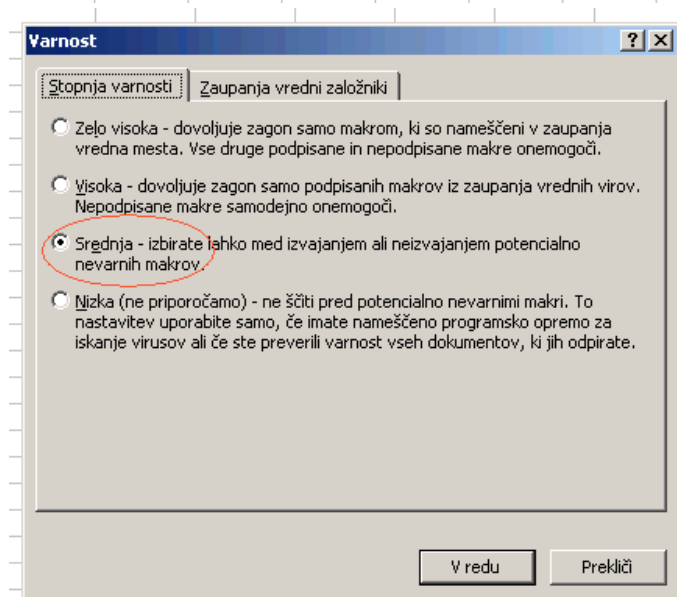 Varnost
Stopnja varnosti
Zaupanja vredni založniki
Zelo visoka - dovoljuje zagon samo makrom, ki so nameščeni v zaupanja
vredna mesta. Vse druge podpisane in nepodpisane makre onemogoči.
Visoka - dovoljuje zagon samo podpisanih makrov iz zaupanja vrednih virov.
Nepodpisane makre samodejno onemogoči.
Srednja - izbirate lahko med izvajanjem ali neizvajanjem potencialno
nevarnih makrov.
Nizka (ne priporočamo) - ne ščiti pred potencialno nevarnimi makri. To
nastavitev uporabite samo, če imate nameščeno programsko opremo za
iskanje virusov ali če ste preverili varnost vseh dokumentov, ki jih odpirate.
V redu
Prekliči